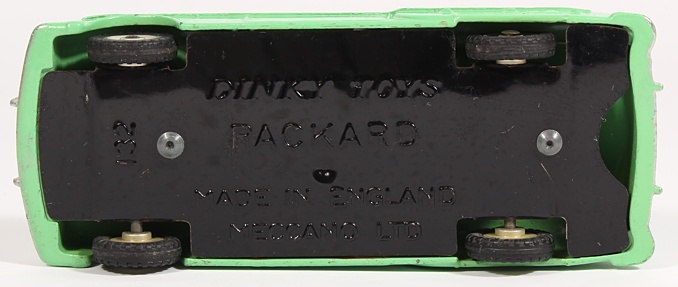 DINKY TOYS
PACKARD
132
MADE IN ENGLAND
MECCANO LTD